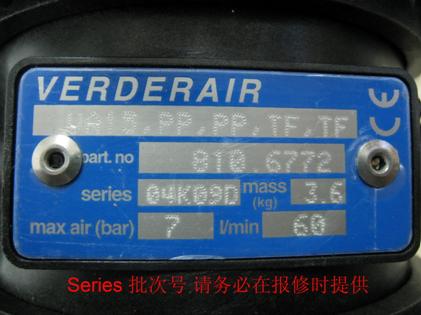 VERDERAIR
CE
VA15,PP,PP,TF,TF
part. no 810.6772
series 04K09D mass (kg) 3.6
max air (bar) 7 l/min 60
Series 批次号 请务必在报修时提供